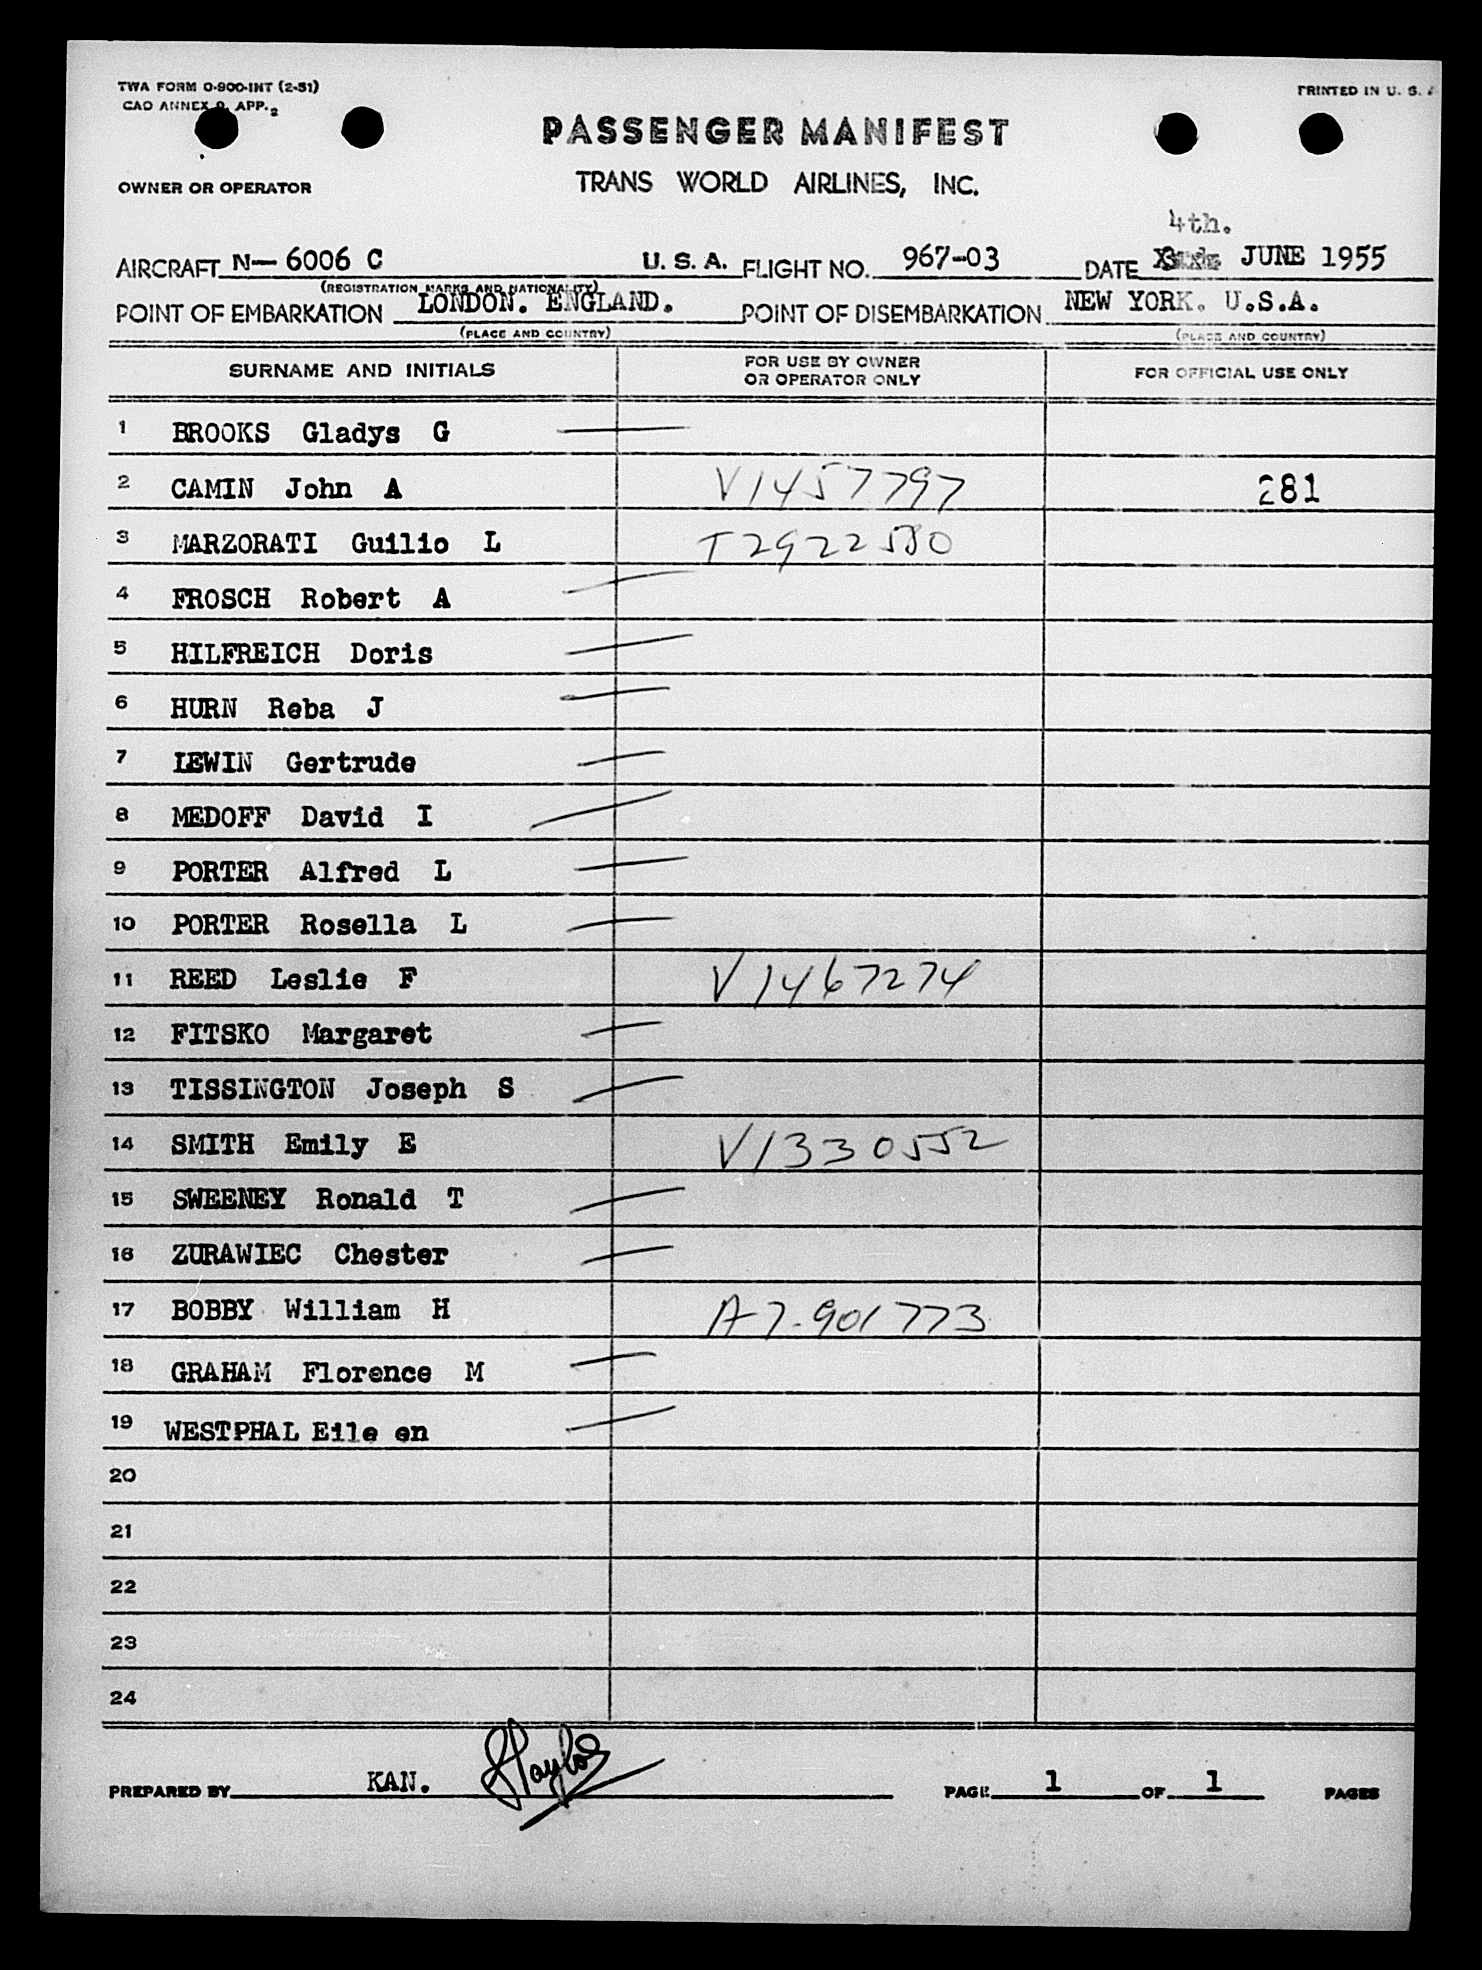 TWA FORM O-900-INT (2-51)
CAO ANNEX 9, APP. 2
PRINTED IN U. S. A
PASSENGER MANIFEST
OWNER OR OPERATOR
TRANS WORLD AIRLINES, INC.
4th.
AIRCRAFT N- 6006 C U. S. A. FLIGHT NO. 967-03 DATE JUNE 1955
(REGISTRATION MARKS AND NATIONALITY)
POINT OF EMBARKATION LONDON. ENGLAND. POINT OF DISEMBARKATION NEW YORK. U.S.A.
(PLACE AND COUNTRY) (PLACE AND COUNTRY)
SURNAME AND INITIALS FOR USE BY OWNER OR OPERATOR ONLY FOR OFFICIAL USE ONLY
1 BROOKS Gladys G
2 CAMIN John A V1457797 281
3 MARZORATI Guilio L T2922580
4 FROSCH Robert A
5 HILFREICH Doris
6 HURN Reba J
7 LEWIN Gertrude
8 MEDOFF David I
9 PORTER Alfred L
10 PORTER Rosella L
11 REED Leslie F V1467274
12 FITSKO Margaret
13 TISSINGTON Joseph S
14 SMITH Emily E V1330552
15 SWEENEY Ronald T
16 ZURAWIEC Chester
17 BOBBY William H A-7-901773
18 GRAHAM Florence M
19 WESTPHAL Eile en
20
21
22
23
24
PREPARED BY KAN. Taylor PAGE 1 OF 1 PAGES